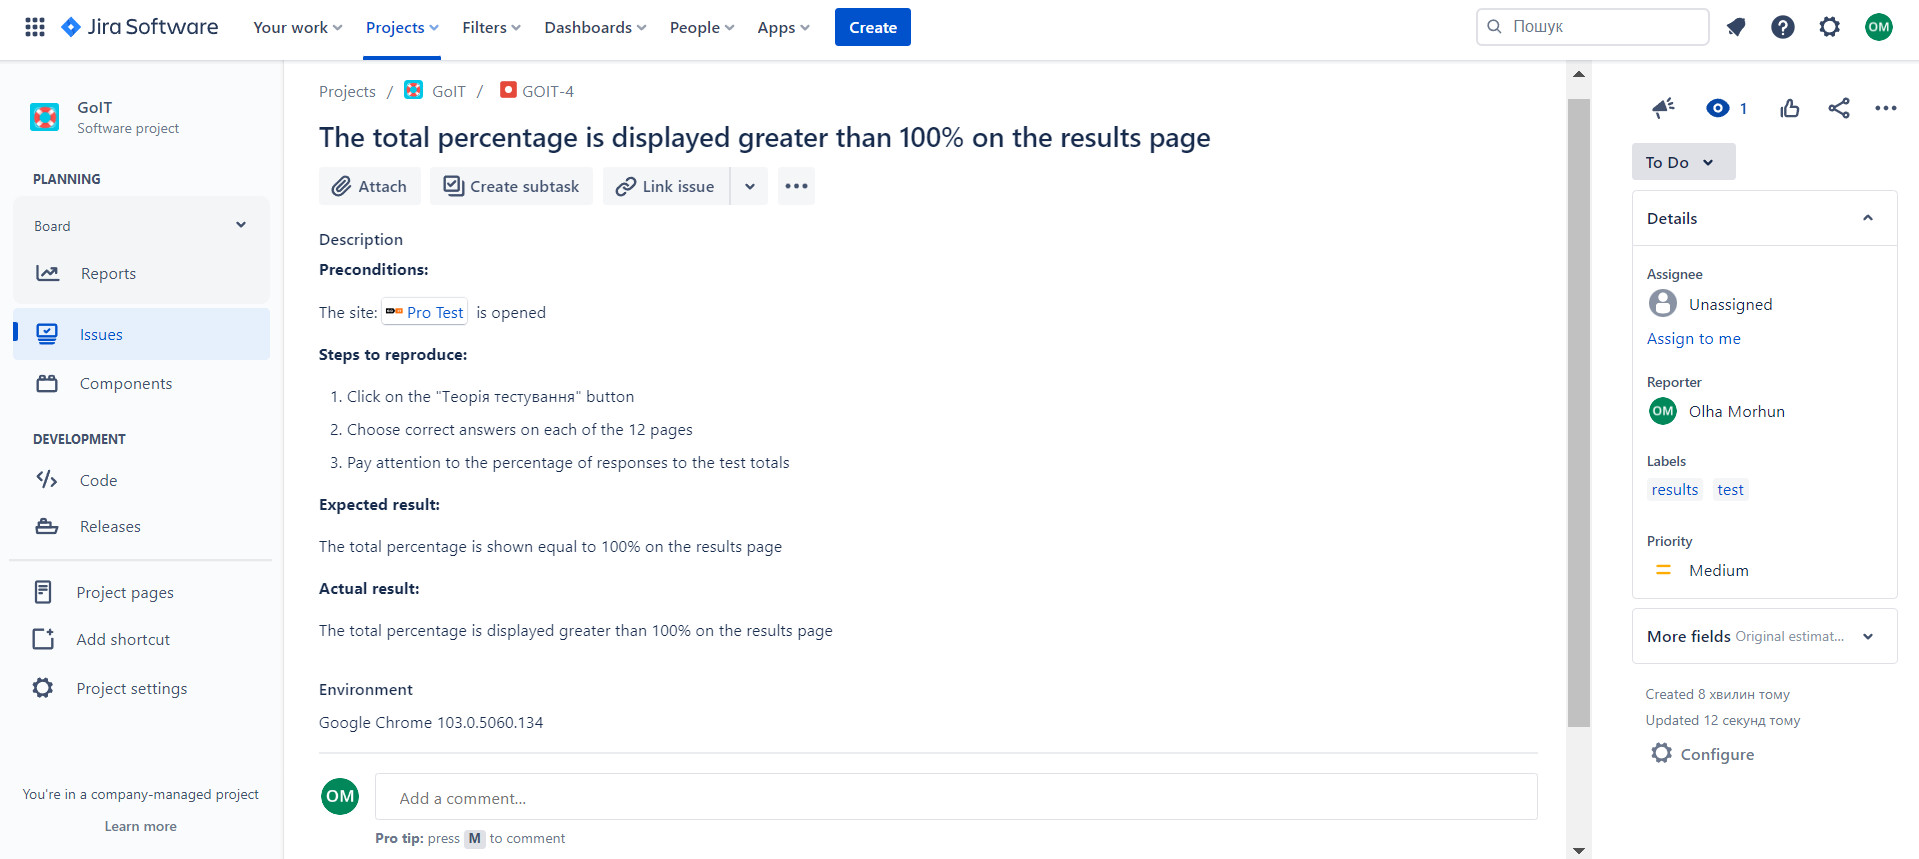 Jira Software
Your work
Projects
Filters
Dashboards
People
Apps
Create
Пошук
OM
GoIT
Software project
PLANNING
Board
Reports
Issues
Components
DEVELOPMENT
Code
Releases
Project pages
Add shortcut
Project settings
You're in a company-managed project
Learn more
Projects / GoIT / GOIT-4
The total percentage is displayed greater than 100% on the results page
Attach
Create subtask
Link issue
Description
Preconditions:
The site: Pro Test is opened
Steps to reproduce:
1. Click on the "Теорія тестування" button
2. Choose correct answers on each of the 12 pages
3. Pay attention to the percentage of responses to the test totals
Expected result:
The total percentage is shown equal to 100% on the results page
Actual result:
The total percentage is displayed greater than 100% on the results page
Environment
Google Chrome 103.0.5060.134
OM
Add a comment...
Pro tip: press M to comment
1
To Do
Details
Assignee
Unassigned
Assign to me
Reporter
OM Olha Morhun
Labels
results test
Priority
Medium
More fields Original estimat...
Created 8 хвилин тому
Updated 12 секунд тому
Configure